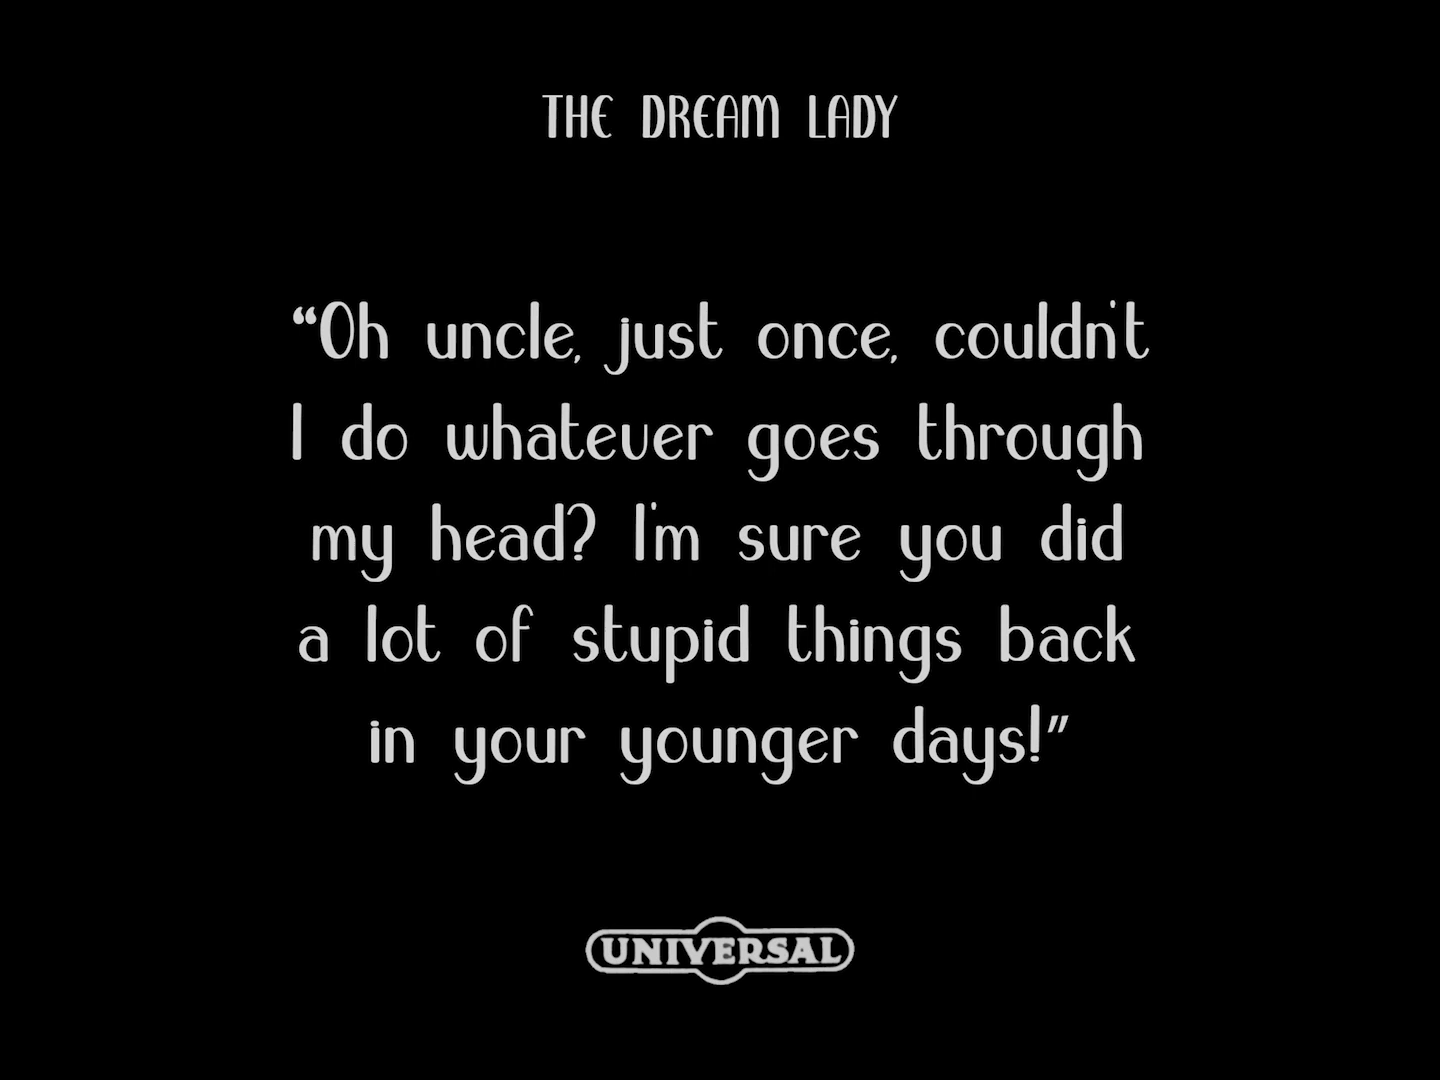 THE DREAM LADY
“Oh uncle, just once, couldn't
I do whatever goes through
my head? I'm sure you did
a lot of stupid things back
in your younger days!”
UNIVERSAL